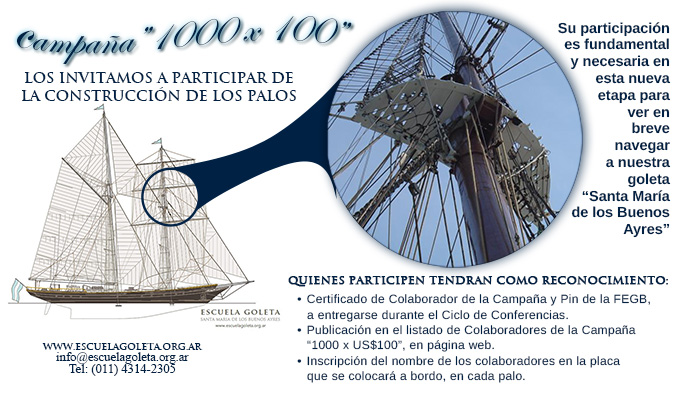 Campaña "1000 x 100"
LOS INVITAMOS A PARTICIPAR DE
LA CONSTRUCCIÓN DE LOS PALOS
Su participación
es fundamental
y necesaria en
esta nueva
etapa para
ver en
breve
navegar
a nuestra
goleta
“Santa María
de los Buenos
Ayres”
ESCUELA GOLETA
SANTA MARÍA DE LOS BUENOS AYRES
www.escuelagoleta.org.ar
WWW.ESCUELAGOLETA.ORG.AR
info@escuelagoleta.org.ar
Tel: (011) 4314-2305
QUIENES PARTICIPEN TENDRAN COMO RECONOCIMIENTO:
• Certificado de Colaborador de la Campaña y Pin de la FEGB,
a entregarse durante el Ciclo de Conferencias.
• Publicación en el listado de Colaboradores de la Campaña
“1000 x US$100”, en página web.
• Inscripción del nombre de los colaboradores en la placa
que se colocará a bordo, en cada palo.